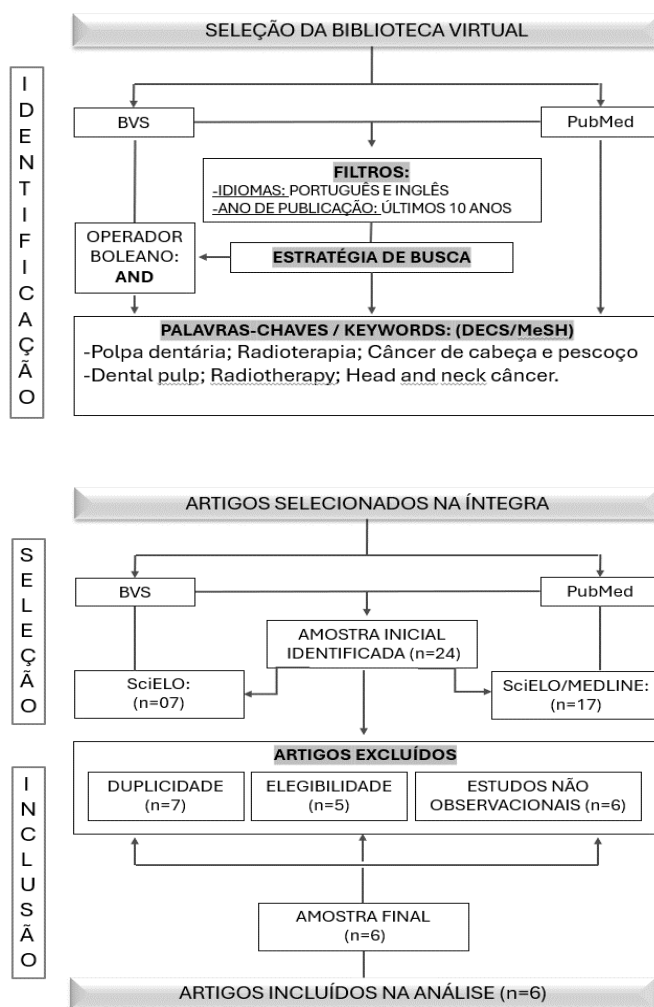 SELEÇÃO DA BIBLIOTECA VIRTUAL
IDENTIFICAÇÃO
BVS
PubMed
FILTROS:
-IDIOMAS: PORTUGUÊS E INGLÊS
-ANO DE PUBLICAÇÃO: ÚLTIMOS 10 ANOS
OPERADOR
BOLEANO:
AND
ESTRATÉGIA DE BUSCA
PALAVRAS-CHAVES / KEYWORDS: (DECS/MeSH)
-Polpa dentária; Radioterapia; Câncer de cabeça e pescoço
-Dental pulp; Radiotherapy; Head and neck câncer.
ARTIGOS SELECIONADOS NA ÍNTEGRA
SELEÇÃO
BVS
PubMed
AMOSTRA INICIAL
IDENTIFICADA (n=24)
SciELO:
(n=07)
SciELO/MEDLINE:
(n=17)
INCLUSÃO
ARTIGOS EXCLUÍDOS
DUPLICIDADE
(n=7)
ELEGIBILIDADE
(n=5)
ESTUDOS NÃO
OBSERVACIONAIS (n=6)
AMOSTRA FINAL
(n=6)
ARTIGOS INCLUÍDOS NA ANÁLISE (n=6)